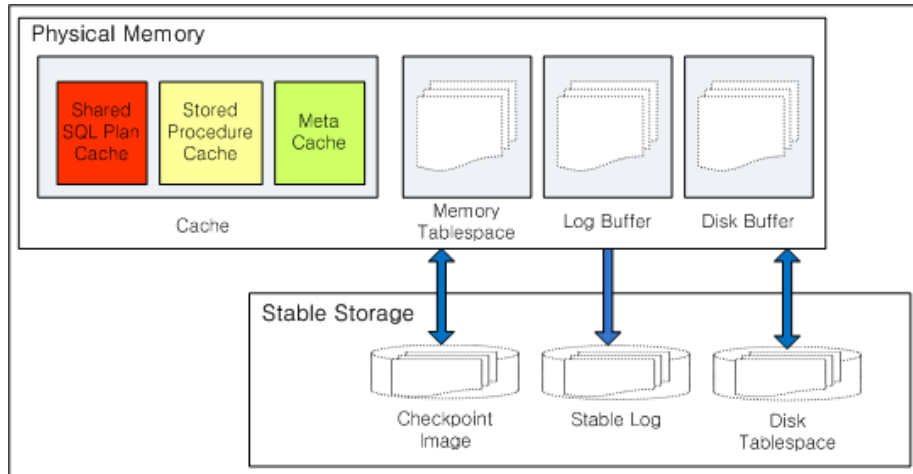 Physical Memory
Shared
SQL Plan
Cache
Stored
Procedure
Cache
Meta
Cache
Cache
Memory
Tablespace
Log Buffer
Disk Buffer
Stable Storage
Checkpoint
Image
Stable Log
Disk
Tablespace